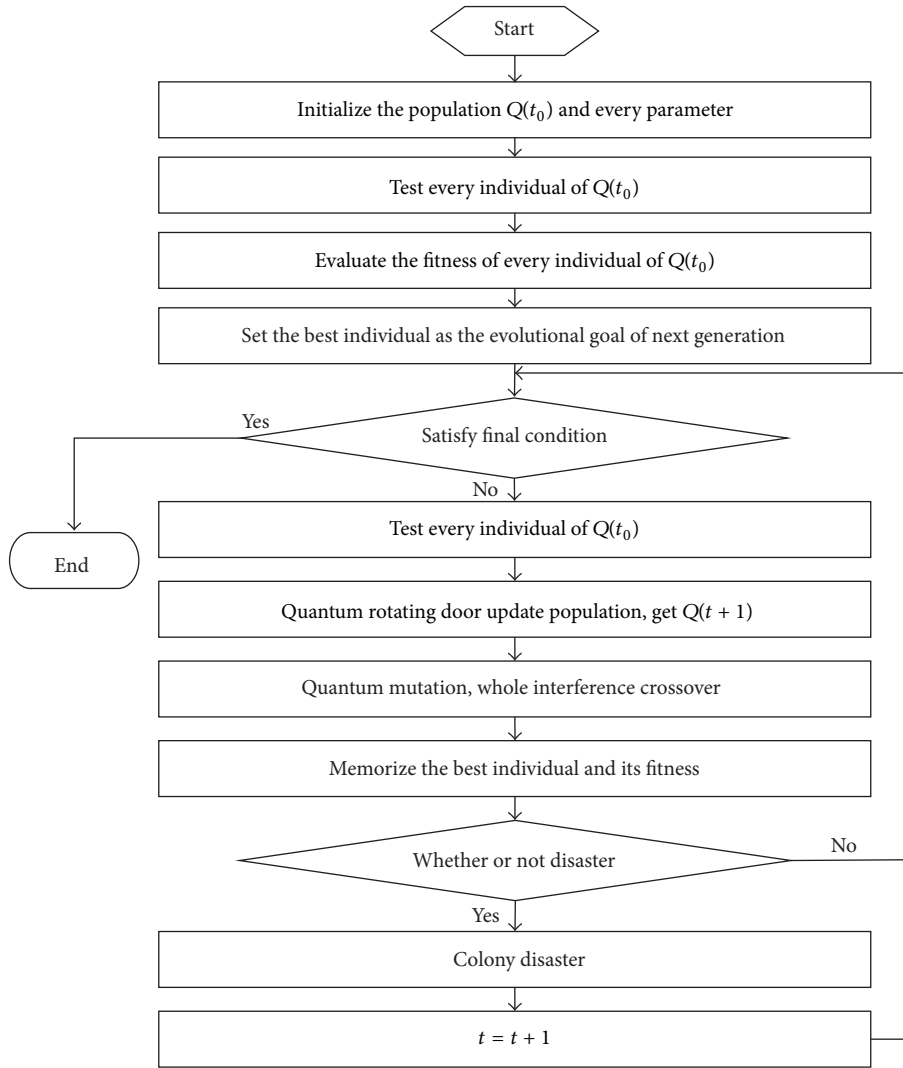 Start
Initialize the population Q(t₀) and every parameter
Test every individual of Q(t₀)
Evaluate the fitness of every individual of Q(t₀)
Set the best individual as the evolutional goal of next generation
Yes
Satisfy final condition
No
Test every individual of Q(t₀)
End
Quantum rotating door update population, get Q(t + 1)
Quantum mutation, whole interference crossover
Memorize the best individual and its fitness
Whether or not disaster
No
Yes
Colony disaster
t = t + 1